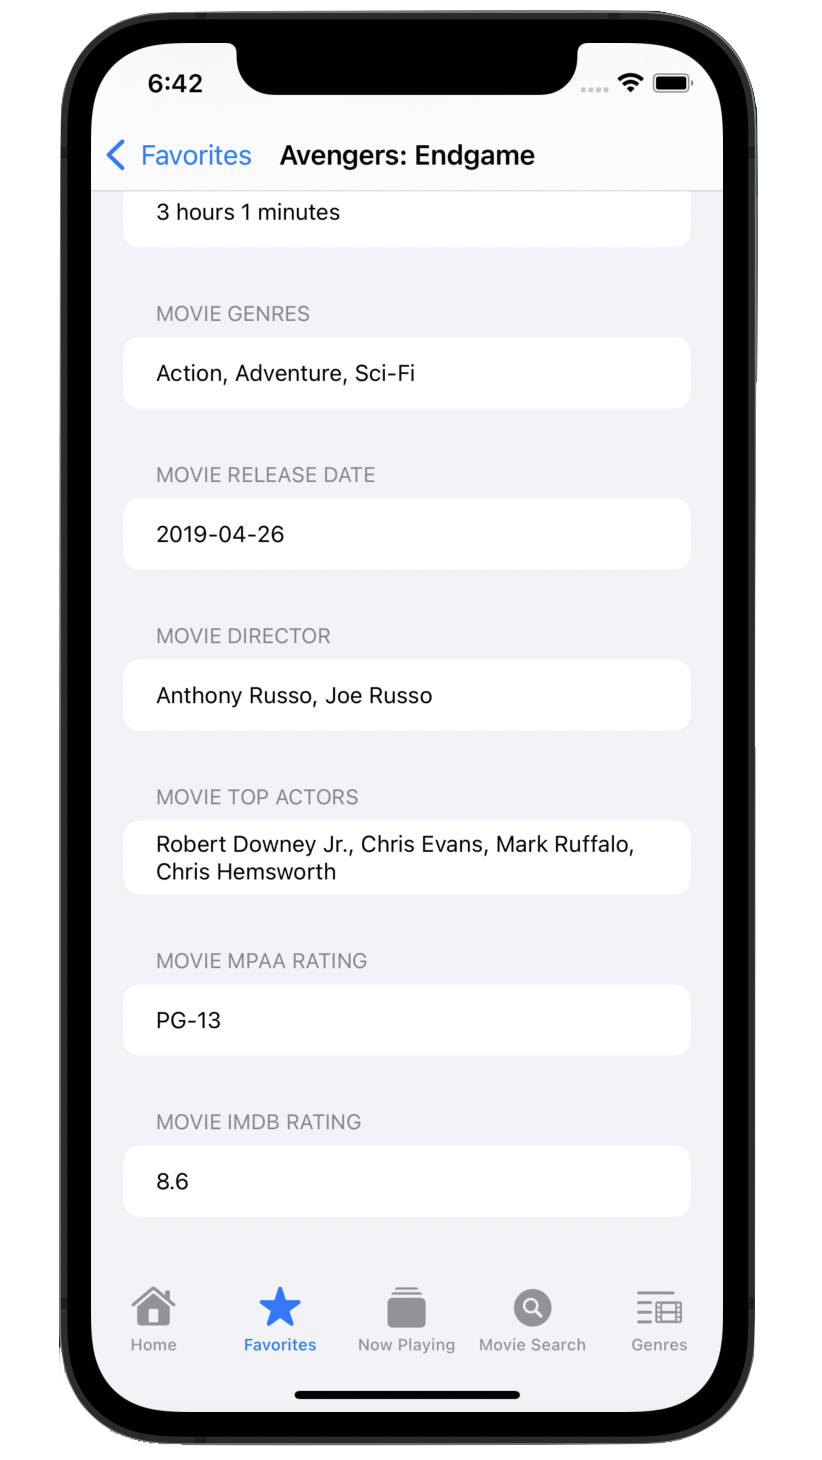 6:42
Favorites
Avengers: Endgame
3 hours 1 minutes
MOVIE GENRES
Action, Adventure, Sci-Fi
MOVIE RELEASE DATE
2019-04-26
MOVIE DIRECTOR
Anthony Russo, Joe Russo
MOVIE TOP ACTORS
Robert Downey Jr., Chris Evans, Mark Ruffalo,
Chris Hemsworth
MOVIE MPAA RATING
PG-13
MOVIE IMDB RATING
8.6
Home
Favorites
Now Playing
Movie Search
Genres